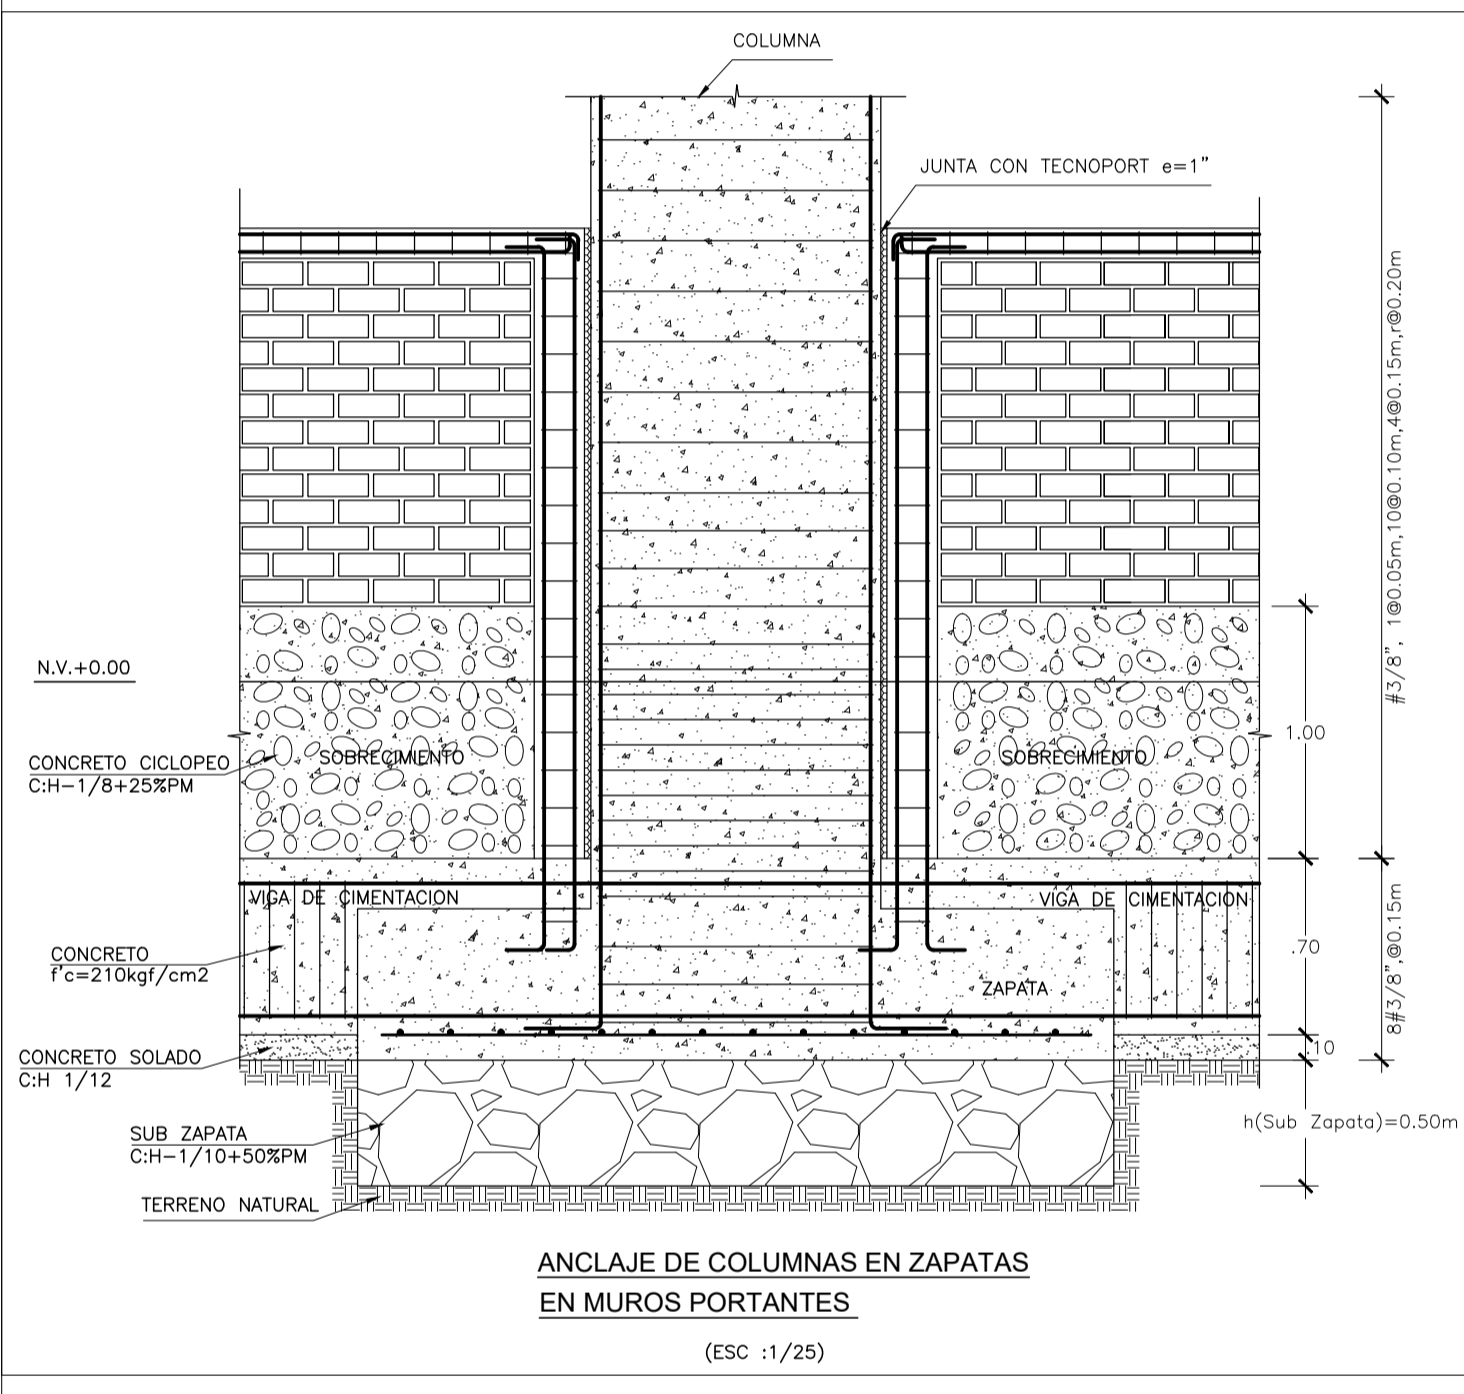 COLUMNA
JUNTA CON TECNOPORT e=1"
#3/8", 1@0.05m,10@0.10m,4@0.15m,r@0.20m
N.V.+0.00
CONCRETO CICLOPEO
C:H-1/8+25%PM
SOBRECIMIENTO
SOBRECIMIENTO
1.00
VIGA DE CIMENTACION
VIGA DE CIMENTACION
CONCRETO
f'c=210kgf/cm2
.70
ZAPATA
8#3/8",@0.15m
CONCRETO SOLADO
C:H 1/12
.10
h(Sub Zapata)=0.50m
SUB ZAPATA
C:H-1/10+50%PM
TERRENO NATURAL
ANCLAJE DE COLUMNAS EN ZAPATAS
EN MUROS PORTANTES
(ESC :1/25)